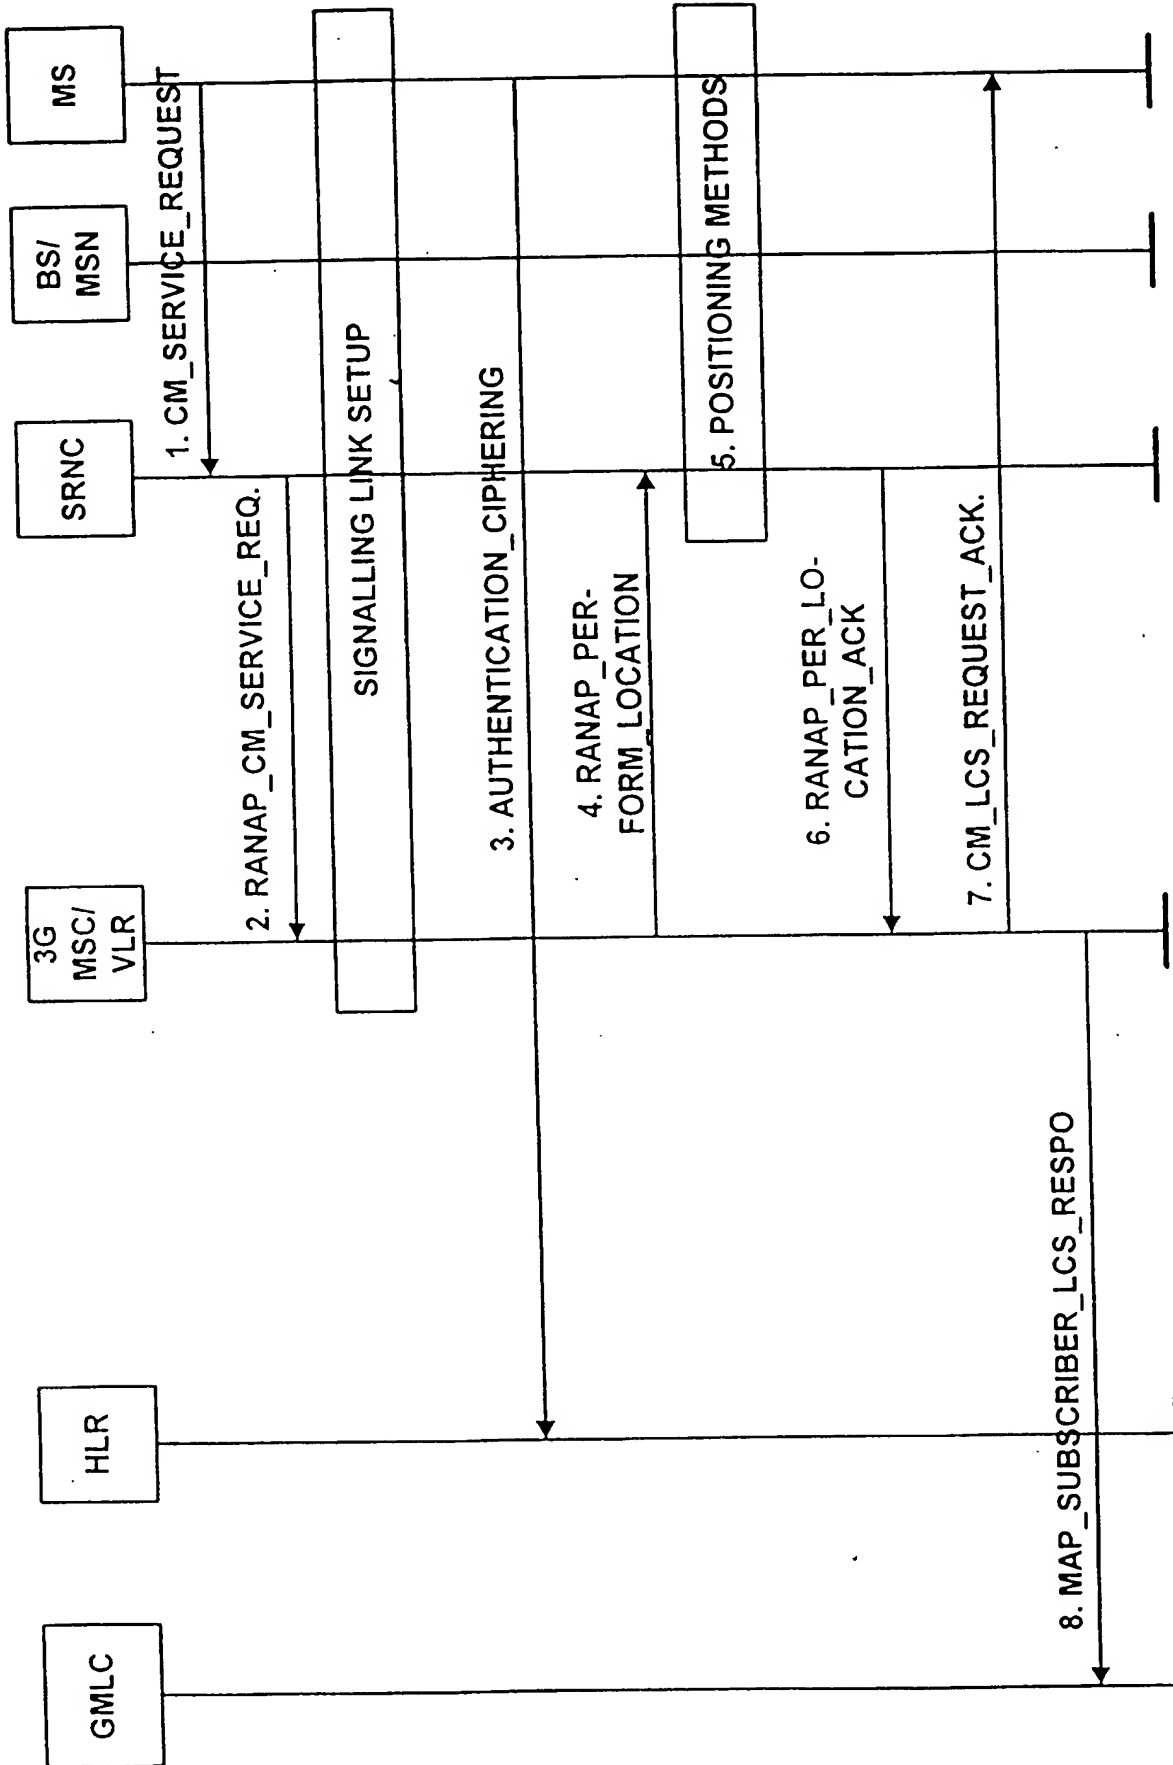 GMLC
HLR
3G
MSC/
VLR
SRNC
BS/
MSN
MS
1. CM_SERVICE_REQUEST
2. RANAP_CM_SERVICE_REQ.
SIGNALLING LINK SETUP
3. AUTHENTICATION_CIPHERING
4. RANAP_PER-
FORM_LOCATION
5. POSITIONING METHODS
6. RANAP_PER_LO-
CATION_ACK
7. CM_LCS_REQUEST_ACK.
8. MAP_SUBSCRIBER_LCS_RESPO